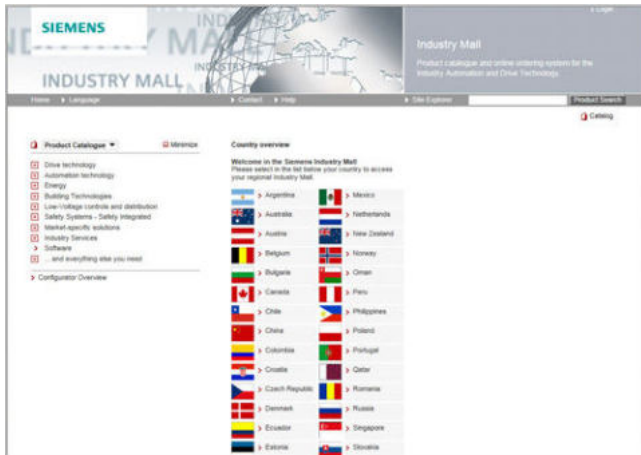 SIEMENS
INDUSTRY MALL
Login
Industry Mall
Product catalogue and online ordering system for the
Industry Automation and Drive Technology.
Home
Language
Contact
Help
Site Explorer
Product Search
Catalog
Product Catalogue
Minimize
Drive technology
Automation technology
Energy
Building Technologies
Low-Voltage controls and distribution
Safety Systems - Safety Integrated
Market-specific solutions
Industry Services
Software
... and everything else you need
Configurator Overview
Country overview
Welcome in the Siemens Industry Mall
Please select in the list below your country to access
your regional Industry Mall.
Argentina
Mexico
Australia
Netherlands
Austria
New Zealand
Belgium
Norway
Bulgaria
Oman
Canada
Peru
Chile
Philippines
China
Poland
Colombia
Portugal
Croatia
Qatar
Czech Republic
Romania
Denmark
Russia
Ecuador
Singapore
Estonia
Slovakia